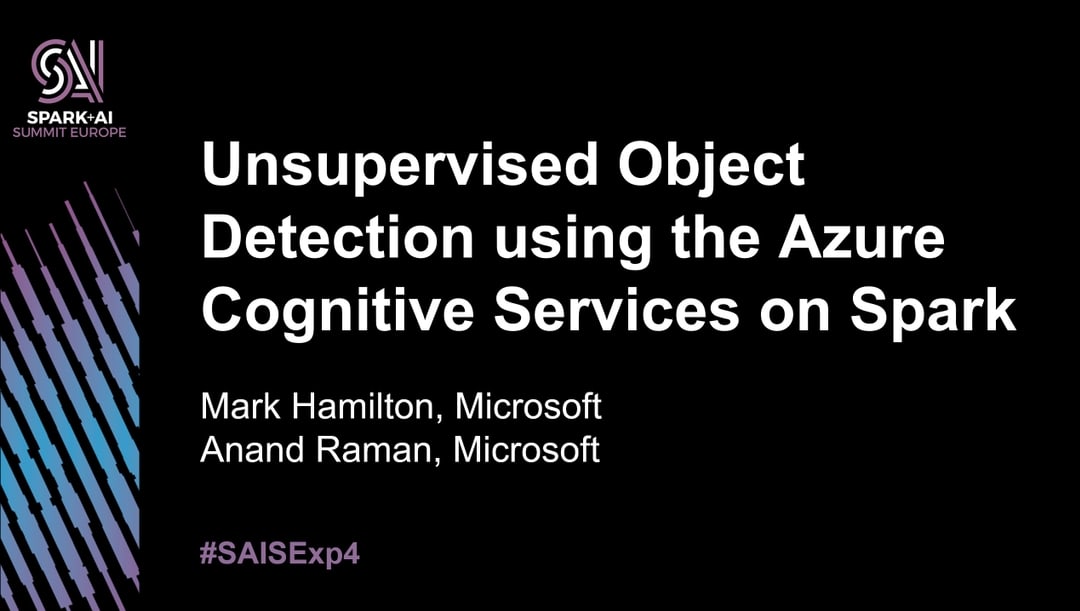 SAI
SPARK+AI
SUMMIT EUROPE
Unsupervised Object
Detection using the Azure
Cognitive Services on Spark
Mark Hamilton, Microsoft
Anand Raman, Microsoft
#SAISExp4